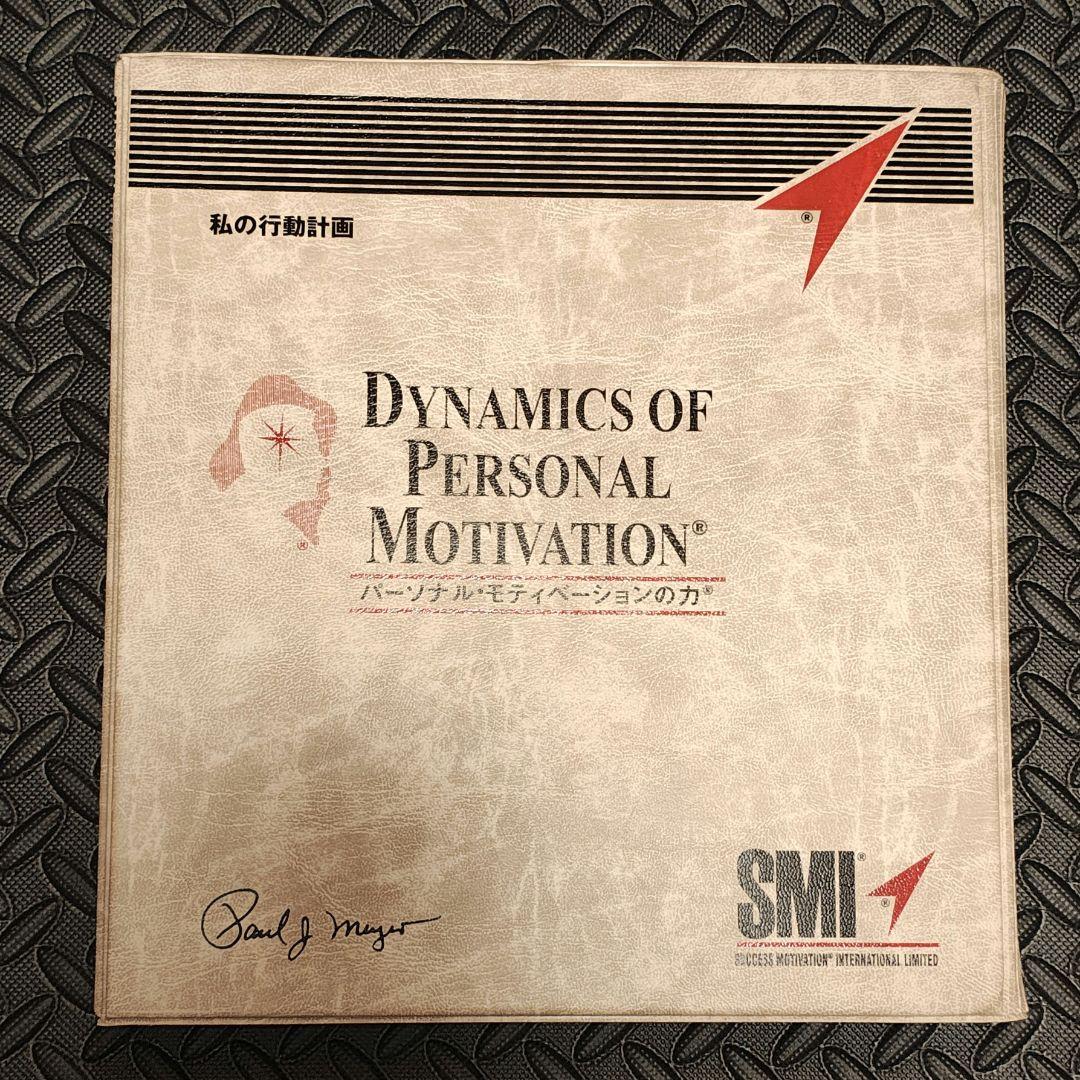 私の行動計画
DYNAMICS OF
PERSONAL
MOTIVATION®
パーソナル・モティベーションの力®
Paul J. Meyer
SMI®
SUCCESS MOTIVATION® INTERNATIONAL LIMITED